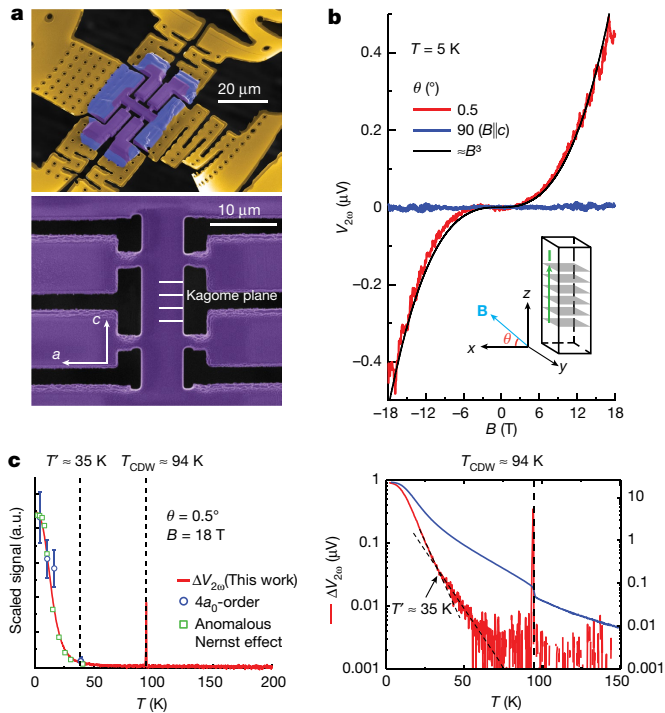 a
20 μm
10 μm
Kagome plane
c
a
b
T = 5 K
θ (°)
0.5
90 (B||c)
≈B³
V2ω (μV)
0.4
0.2
0
−0.2
−0.4
I
z
B
θ
x
y
−18 −12 −6 0 6 12 18
B (T)
c
T′ ≈ 35 K
TCDW ≈ 94 K
θ = 0.5°
B = 18 T
ΔV2ω (This work)
4a0-order
Anomalous
Nernst effect
Scaled signal (a.u.)
0 50 100 150 200
T (K)
TCDW ≈ 94 K
1
0.1
0.01
0.001
ΔV2ω (μV)
T′ ≈ 35 K
10
1
0.1
0.01
0.001
0 25 50 75 100 125 150
T (K)